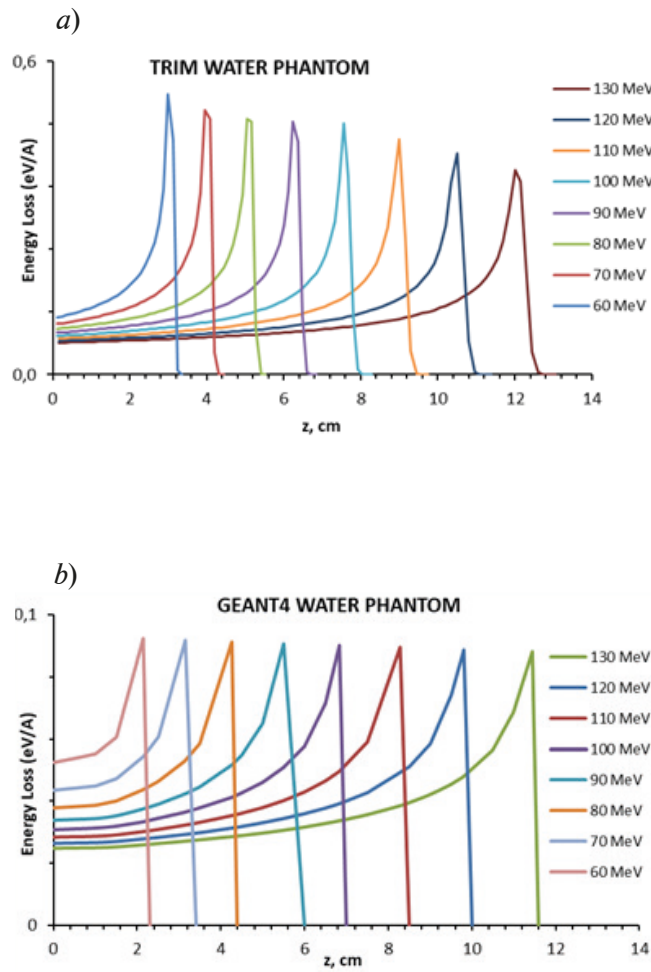 a)
TRIM WATER PHANTOM
0,6
Energy Loss (eV/A)
0,0
0 2 4 6 8 10 12 14
z, cm
130 MeV
120 MeV
110 MeV
100 MeV
90 MeV
80 MeV
70 MeV
60 MeV
b)
GEANT4 WATER PHANTOM
0,1
Energy Loss (eV/A)
0
0 2 4 6 8 10 12 14
z, cm
130 MeV
120 MeV
110 MeV
100 MeV
90 MeV
80 MeV
70 MeV
60 MeV